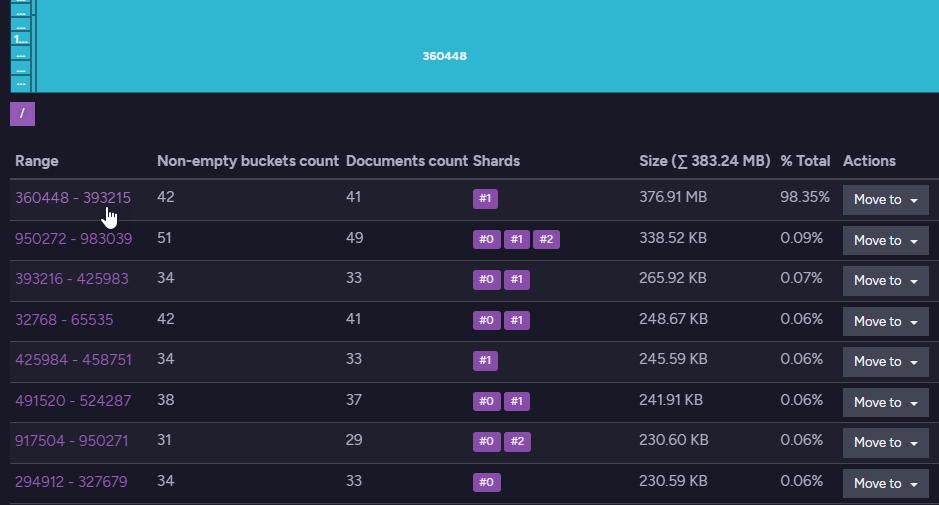 ...
...
1...
...
...
...
360448
/
Range Non-empty buckets count Documents count Shards Size (∑ 383.24 MB) % Total Actions
360448 - 393215 42 41 #1 376.91 MB 98.35% Move to
950272 - 983039 51 49 #0 #1 #2 338.52 KB 0.09% Move to
393216 - 425983 34 33 #0 #1 265.92 KB 0.07% Move to
32768 - 65535 42 41 #0 #1 248.67 KB 0.06% Move to
425984 - 458751 34 33 #1 245.59 KB 0.06% Move to
491520 - 524287 38 37 #0 #1 241.91 KB 0.06% Move to
917504 - 950271 31 29 #0 #2 230.60 KB 0.06% Move to
294912 - 327679 34 33 #0 230.59 KB 0.06% Move to